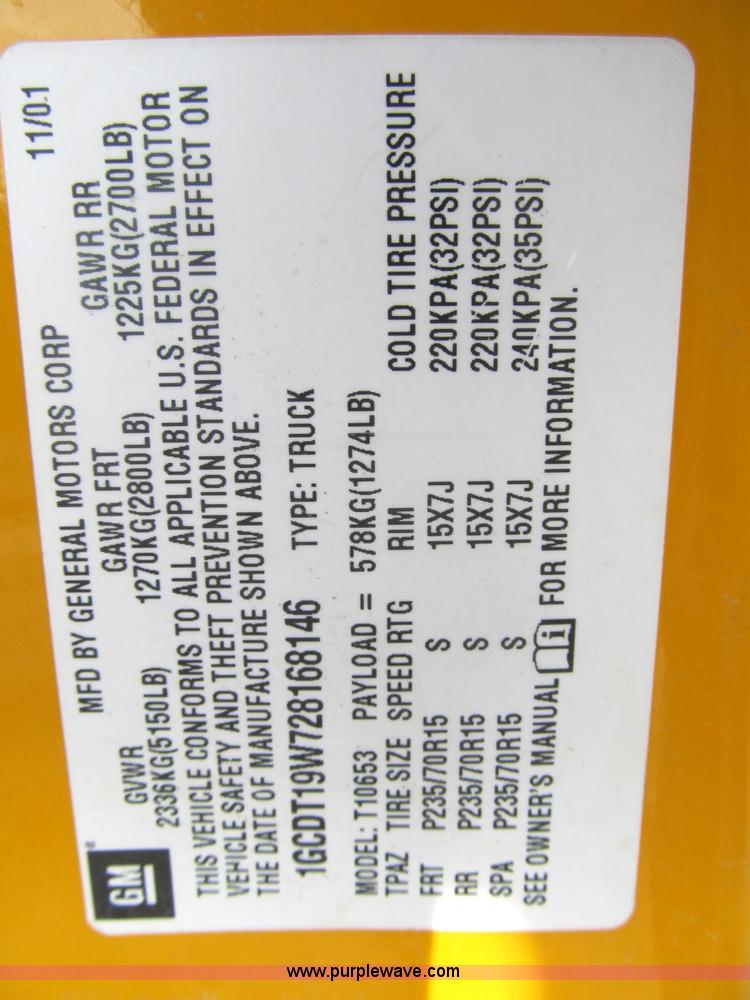 GM
MFD BY GENERAL MOTORS CORP 11/01
GVWR GAWR FRT GAWR RR
2336KG(5150LB) 1270KG(2800LB) 1225KG(2700LB)
THIS VEHICLE CONFORMS TO ALL APPLICABLE U.S. FEDERAL MOTOR
VEHICLE SAFETY AND THEFT PREVENTION STANDARDS IN EFFECT ON
THE DATE OF MANUFACTURE SHOWN ABOVE.
1GCDT19W728168146 TYPE: TRUCK
MODEL: T10653 PAYLOAD = 578KG(1274LB)
TPAZ TIRE SIZE SPEED RTG RIM COLD TIRE PRESSURE
FRT P235/70R15 S 15X7J 220KPA(32PSI)
RR P235/70R15 S 15X7J 220KPA(32PSI)
SPA P235/70R15 S 15X7J 240KPA(35PSI)
SEE OWNER'S MANUAL i FOR MORE INFORMATION.
www.purplewave.com